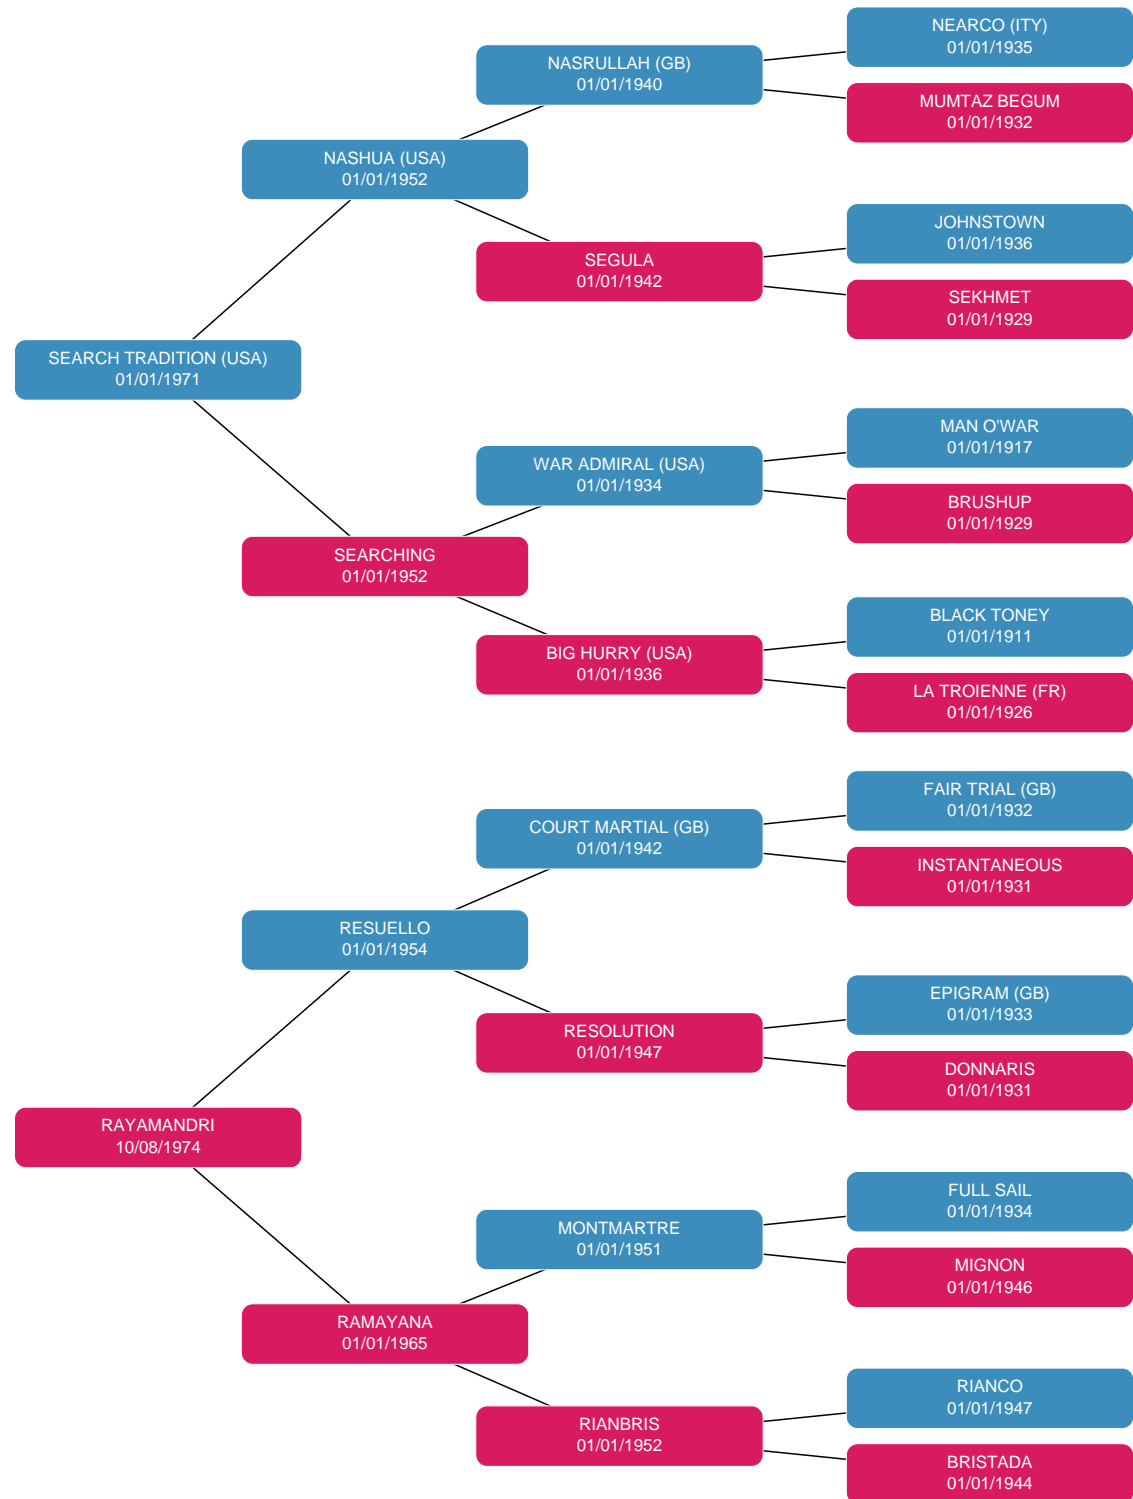 NEARCO (ITY)
01/01/1935
NASRULLAH (GB)
01/01/1940
MUMTAZ BEGUM
01/01/1932
NASHUA (USA)
01/01/1952
JOHNSTOWN
01/01/1936
SEGULA
01/01/1942
SEKHMET
01/01/1929
SEARCH TRADITION (USA)
01/01/1971
MAN O'WAR
01/01/1917
WAR ADMIRAL (USA)
01/01/1934
BRUSHUP
01/01/1929
SEARCHING
01/01/1952
BLACK TONEY
01/01/1911
BIG HURRY (USA)
01/01/1936
LA TROIENNE (FR)
01/01/1926
FAIR TRIAL (GB)
01/01/1932
COURT MARTIAL (GB)
01/01/1942
INSTANTANEOUS
01/01/1931
RESUELLO
01/01/1954
EPIGRAM (GB)
01/01/1933
RESOLUTION
01/01/1947
DONNARIS
01/01/1931
RAYAMANDRI
10/08/1974
FULL SAIL
01/01/1934
MONTMARTRE
01/01/1951
MIGNON
01/01/1946
RAMAYANA
01/01/1965
RIANCO
01/01/1947
RIANBRIS
01/01/1952
BRISTADA
01/01/1944